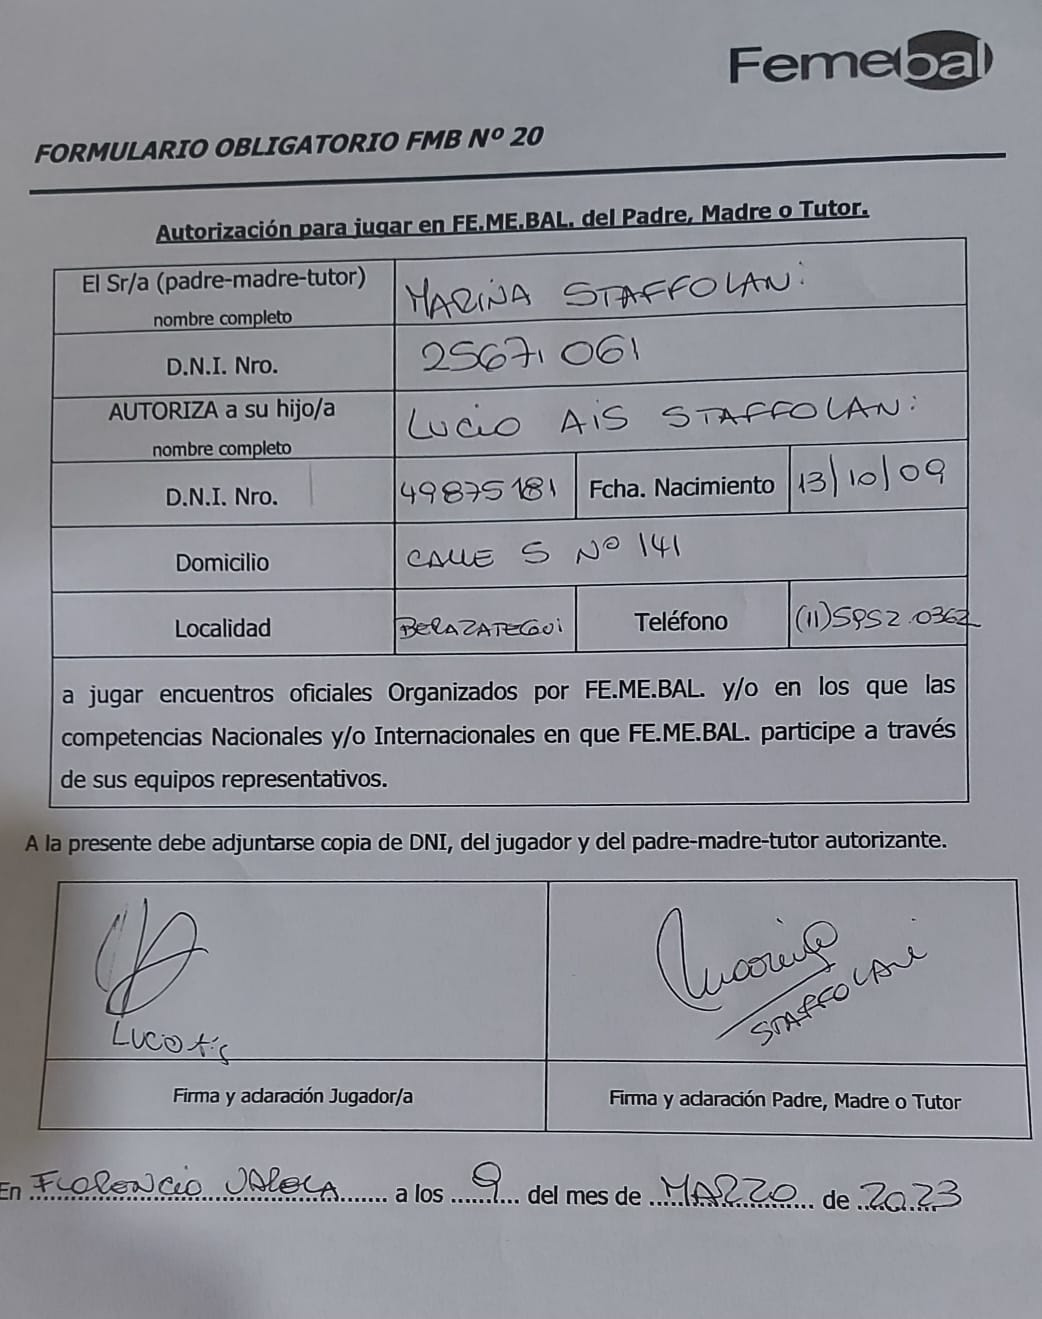 Femebal
FORMULARIO OBLIGATORIO FMB Nº 20
Autorización para jugar en FE.ME.BAL. del Padre, Madre o Tutor.
El Sr/a (padre-madre-tutor)
nombre completo
MARINA STAFFOLANI
D.N.I. Nro.
25671061
AUTORIZA a su hijo/a
nombre completo
LUCIO AIS STAFFOLANI
D.N.I. Nro.
49875181
Fcha. Nacimiento
13/10/09
Domicilio
CALLE 5 Nº 141
Localidad
BERAZATEGUI
Teléfono
(11)5952.0362
a jugar encuentros oficiales Organizados por FE.ME.BAL. y/o en los que las
competencias Nacionales y/o Internacionales en que FE.ME.BAL. participe a través
de sus equipos representativos.
A la presente debe adjuntarse copia de DNI, del jugador y del padre-madre-tutor autorizante.
Marina
STAFFOLANI
Firma y aclaración Jugador/a
Firma y aclaración Padre, Madre o Tutor
En FLORENCIO VARELA a los 9 del mes de MARZO de 2023